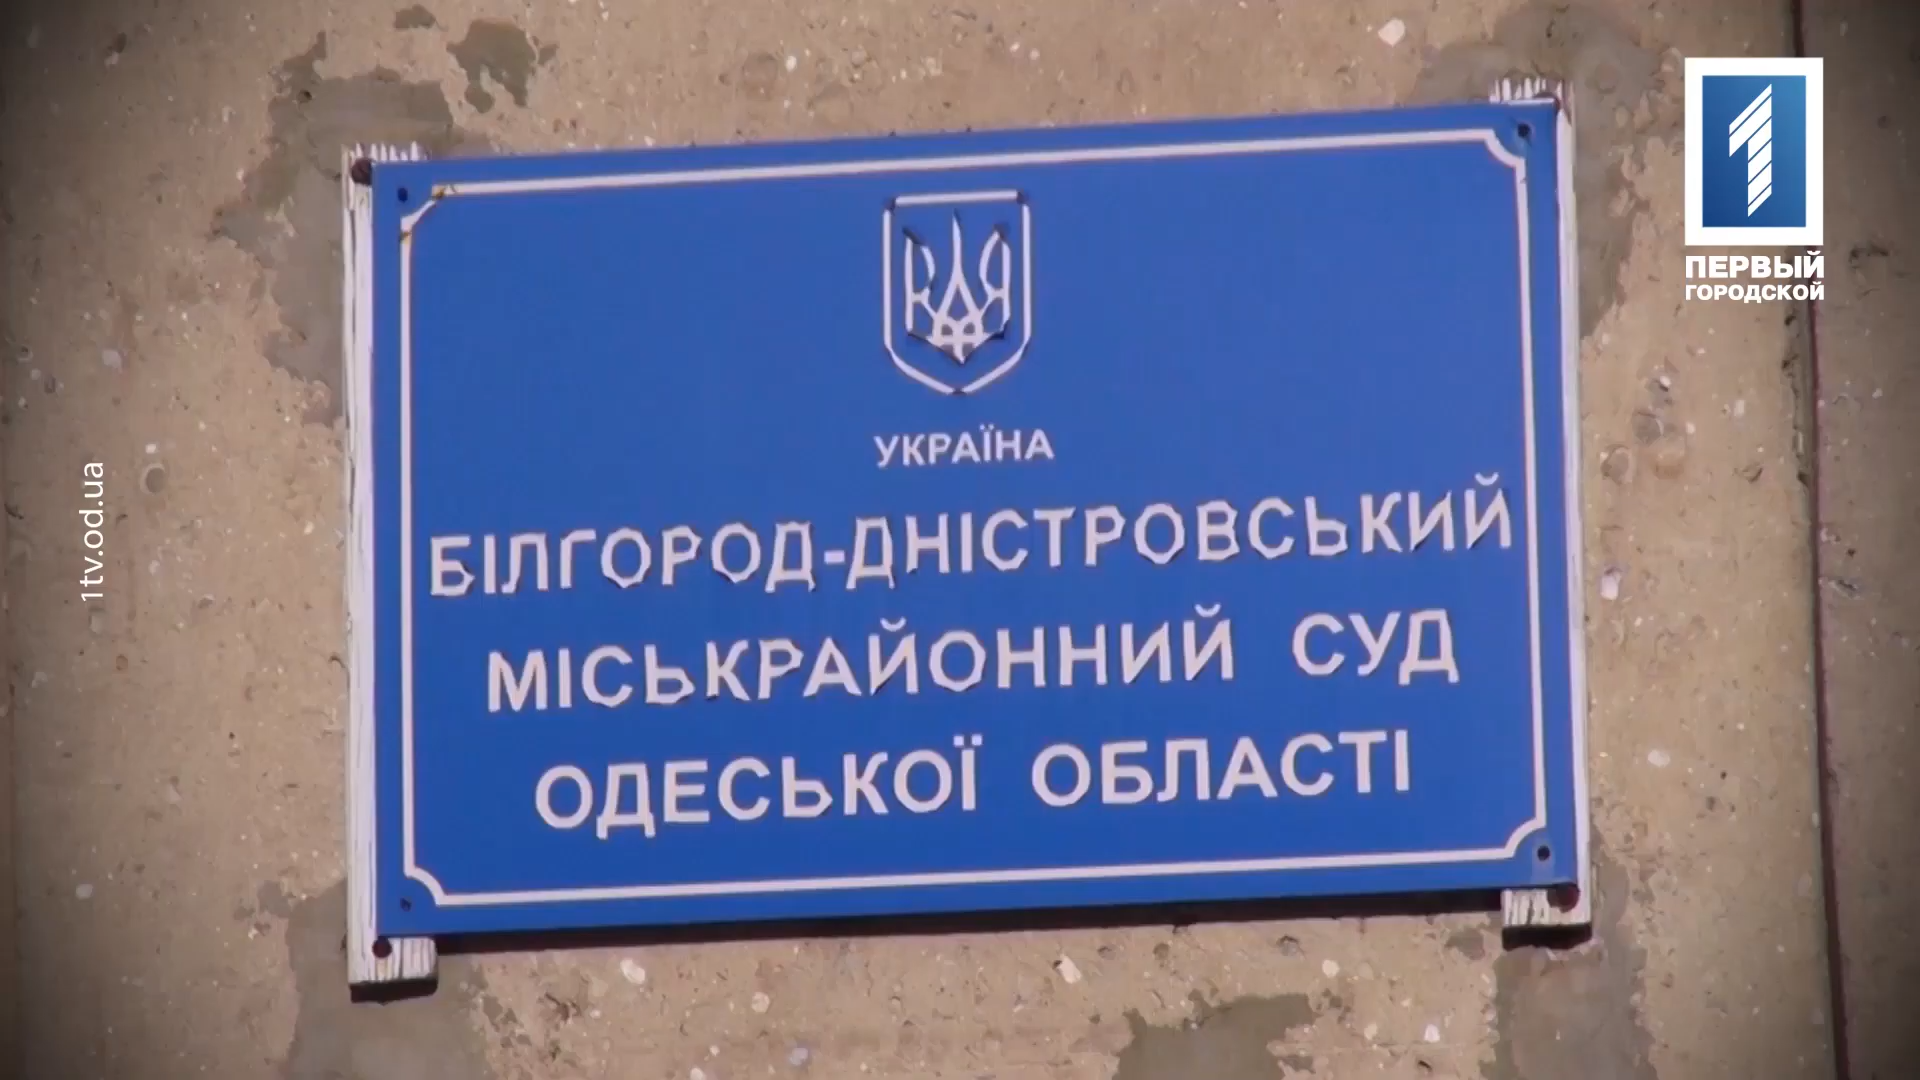 ПЕРВЫЙ
ГОРОДСКОЙ
1tv.od.ua
УКРАЇНА
БІЛГОРОД-ДНІСТРОВСЬКИЙ
МІСЬКРАЙОННИЙ СУД
ОДЕСЬКОЇ ОБЛАСТІ